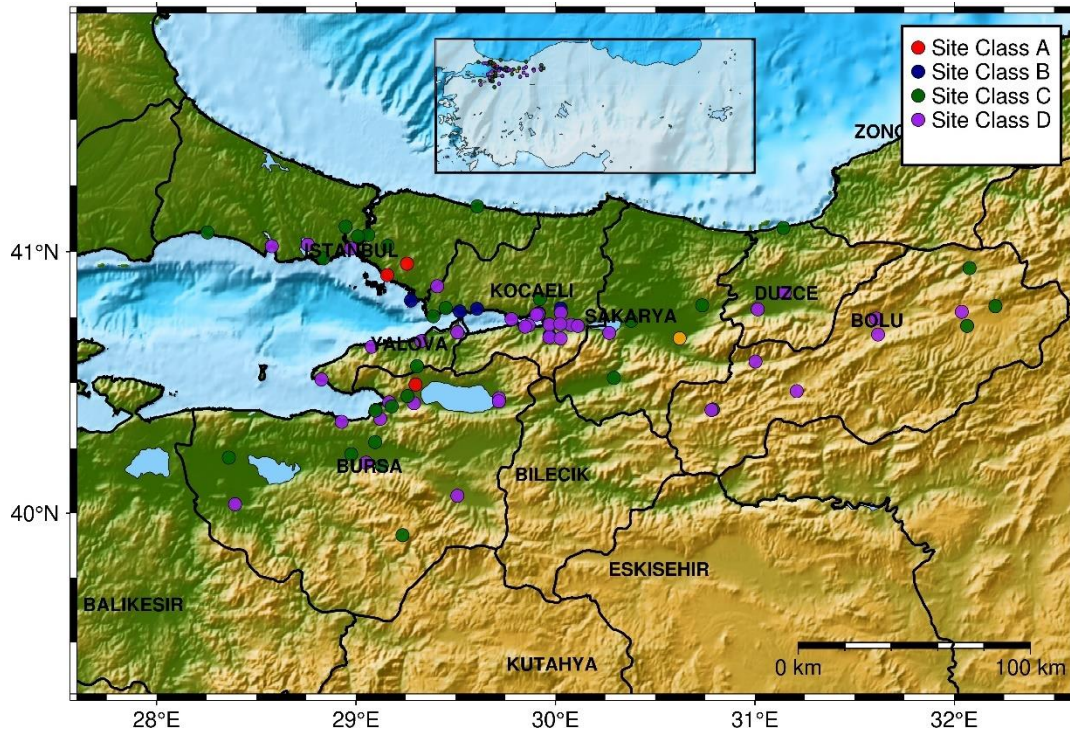 Site Class A
Site Class B
Site Class C
Site Class D
ZONG
41°N
ISTANBUL
KOCAELI
DUZCE
SAKARYA
BOLU
YALOVA
BURSA
BILECIK
40°N
ESKISEHIR
BALIKESIR
KUTAHYA
0 km
100 km
28°E
29°E
30°E
31°E
32°E